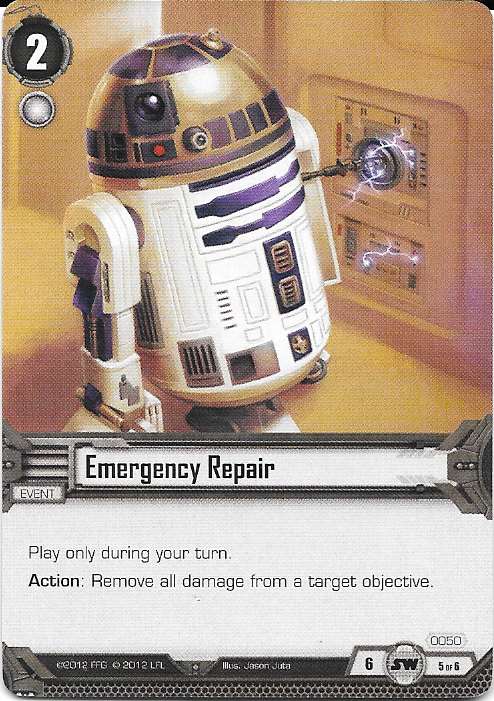 2
Emergency Repair
EVENT
Play only during your turn.
Action: Remove all damage from a target objective.
0050
©2012 FFG © 2012 LFL Illus. Jason Juta 6 SW 5 OF 6